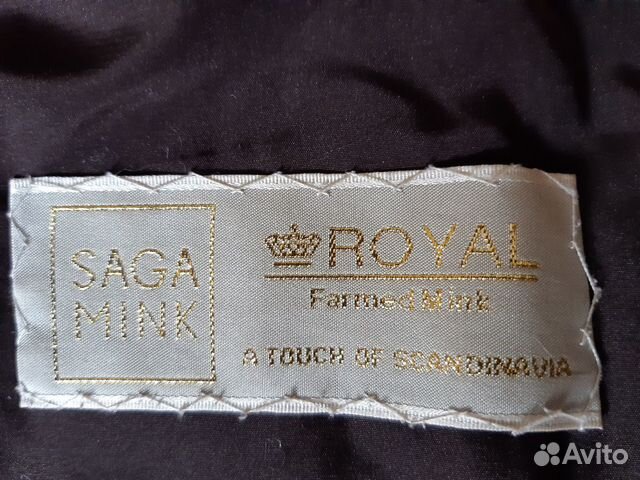 SAGA
MINK
ROYAL
Farmed Mink
A TOUCH OF SCANDINAVIA
Avito